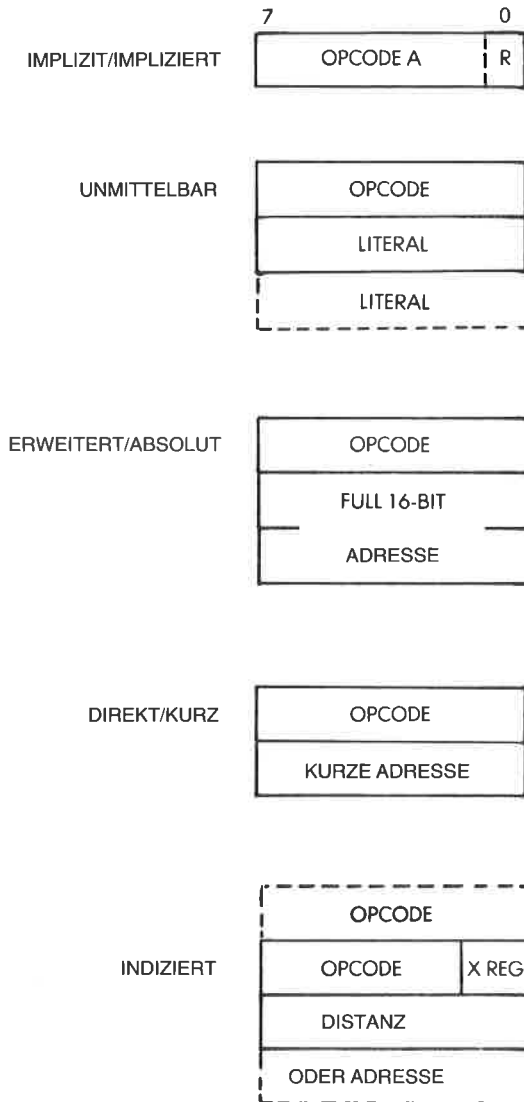 7 0
IMPLIZIT/IMPLIZIERT OPCODE A R
UNMITTELBAR OPCODE
LITERAL
LITERAL
ERWEITERT/ABSOLUT OPCODE
FULL 16-BIT
ADRESSE
DIREKT/KURZ OPCODE
KURZE ADRESSE
OPCODE
INDIZIERT OPCODE X REG
DISTANZ
ODER ADRESSE